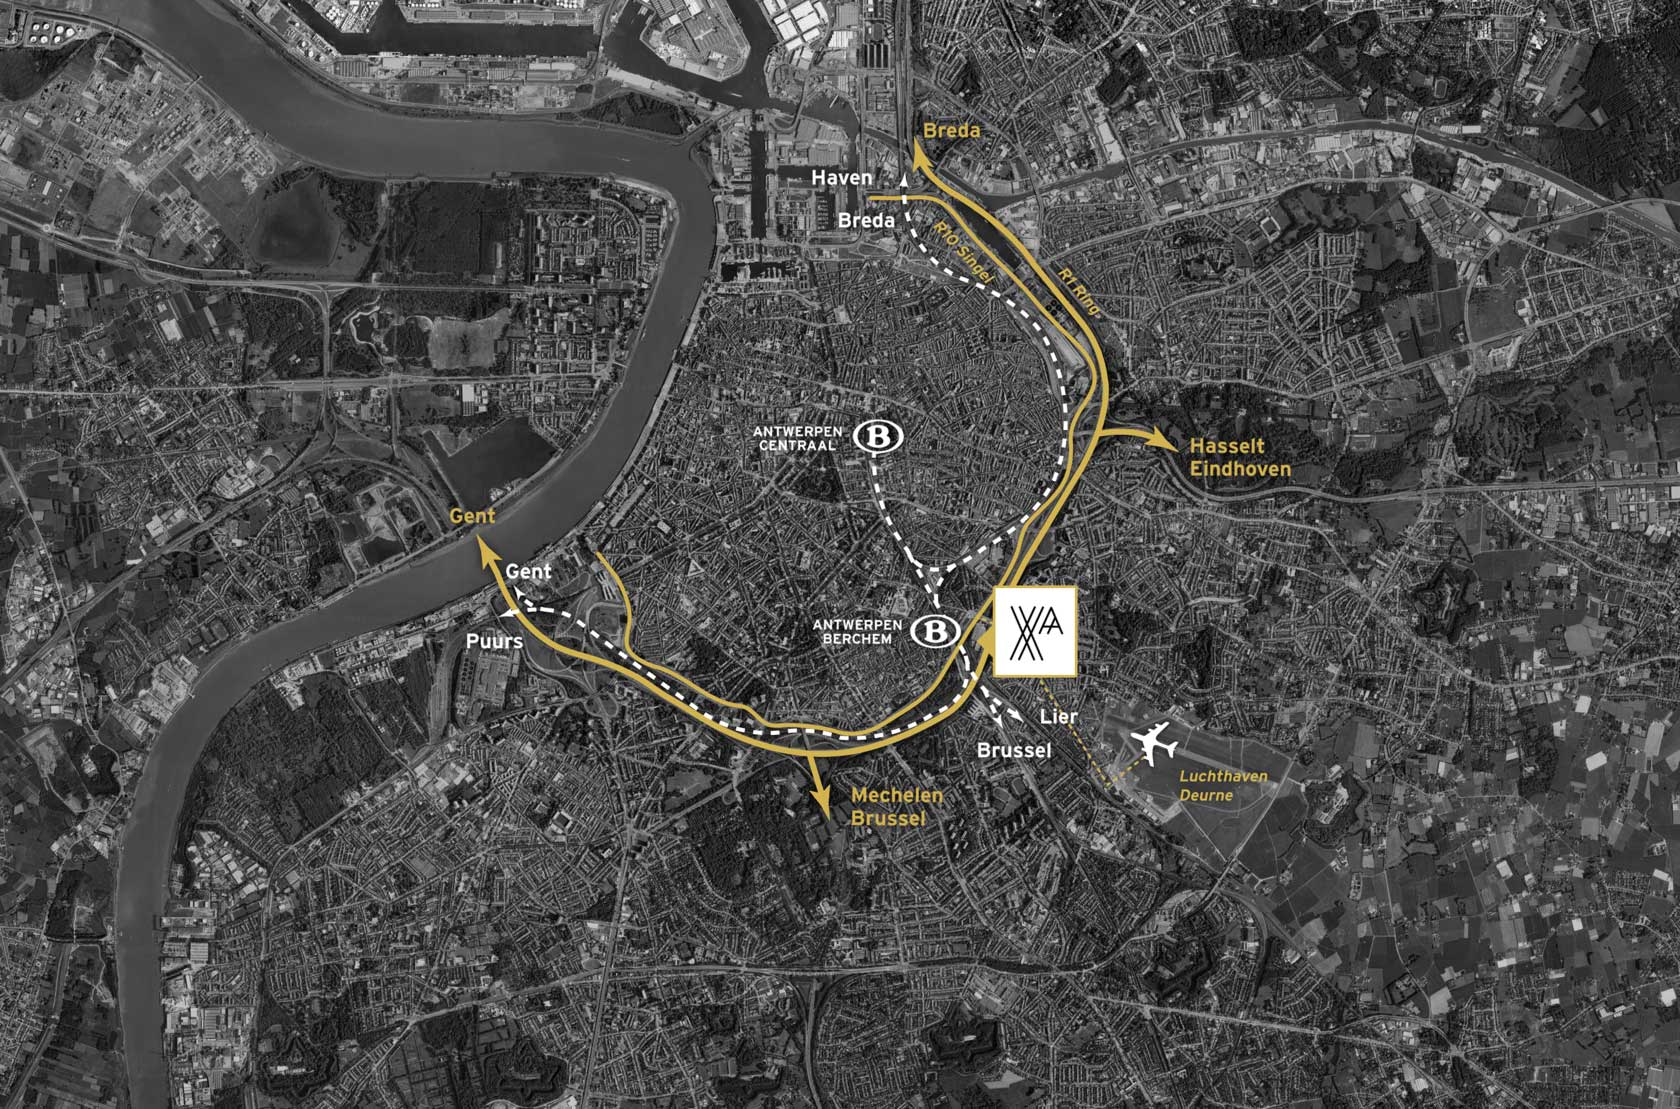 Breda
Haven
Breda
R10 Singel
R1 Ring
ANTWERPEN
CENTRAAL
B
Hasselt
Eindhoven
Gent
Gent
Puurs
ANTWERPEN
BERCHEM
B
Lier
Brussel
Luchthaven
Deurne
Mechelen
Brussel